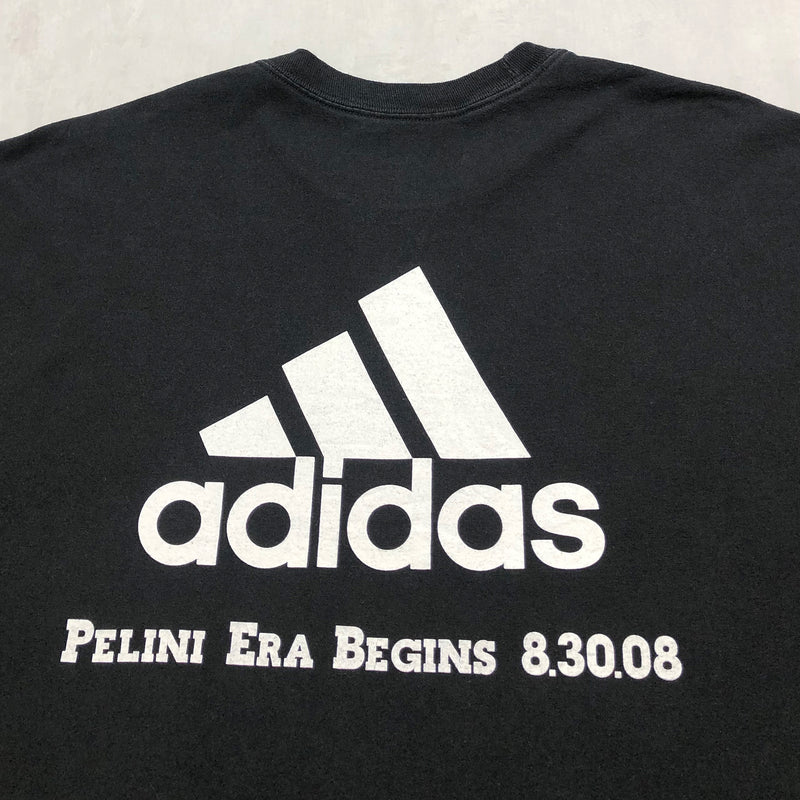 adidas
PELINI ERA BEGINS 8.30.08